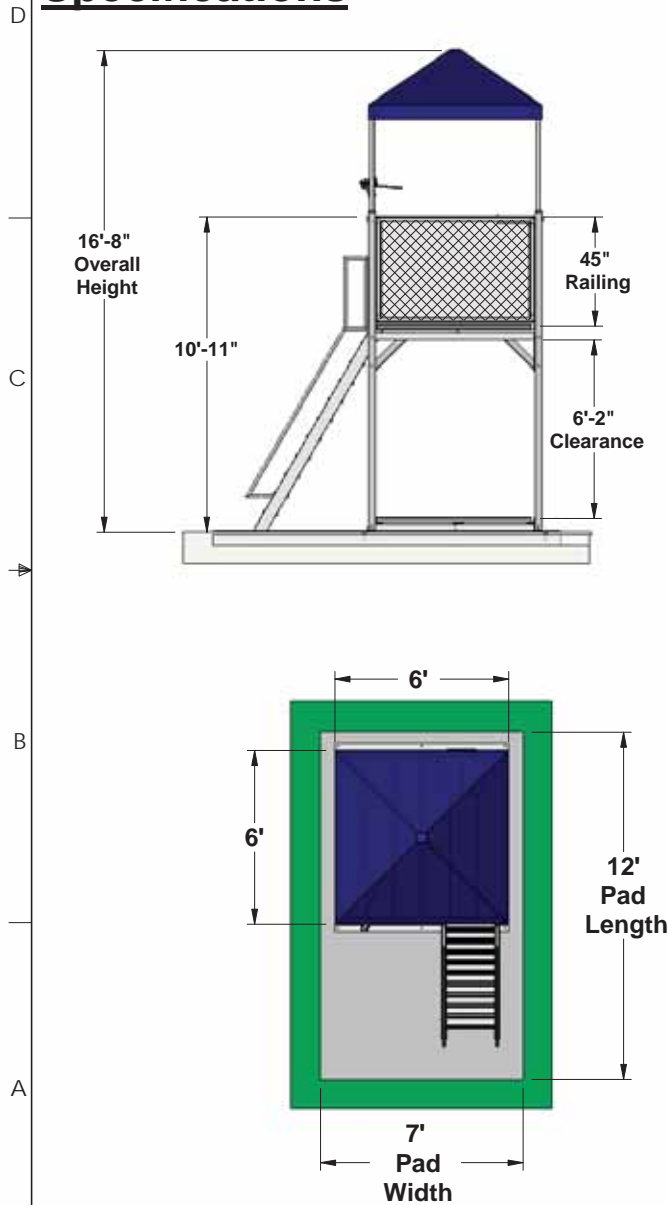 D
16'-8"
Overall
Height
10'-11"
45"
Railing
C
6'-2"
Clearance
B
6'
6'
12'
Pad
Length
A
7'
Pad
Width